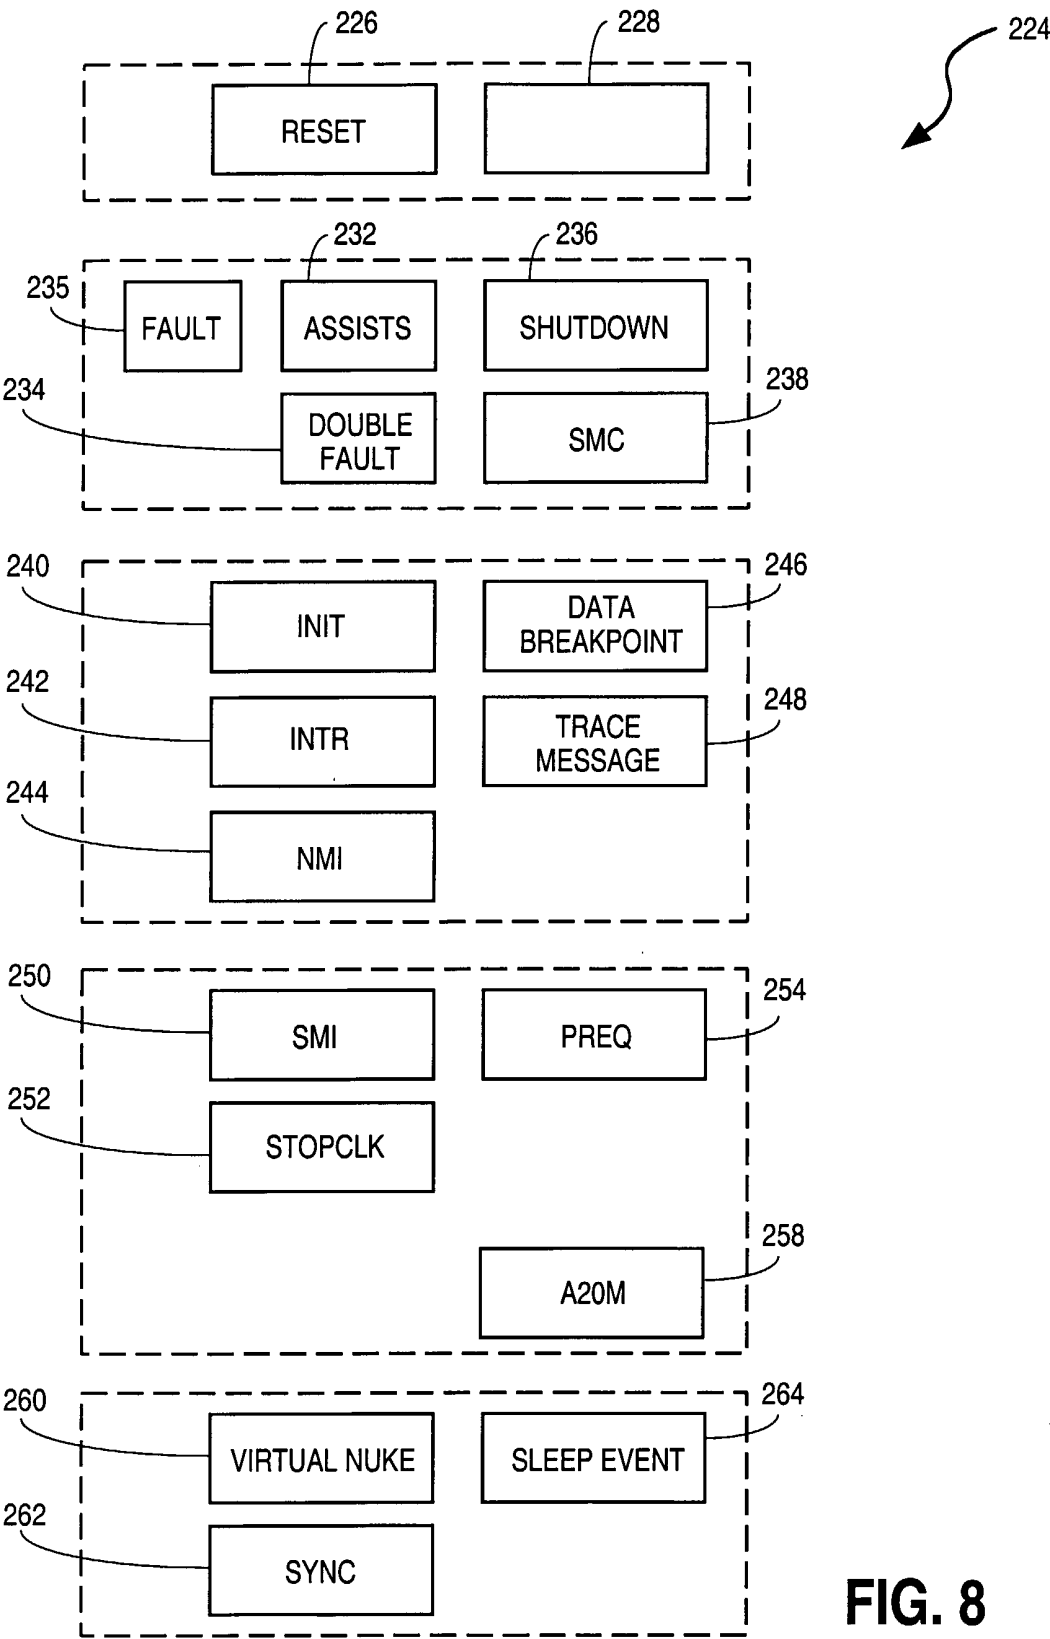 226
228
224
RESET
232
236
235
FAULT
ASSISTS
SHUTDOWN
234
238
DOUBLE
FAULT
SMC
240
246
INIT
DATA
BREAKPOINT
242
248
INTR
TRACE
MESSAGE
244
NMI
250
254
SMI
PREQ
252
STOPCLK
258
A20M
260
264
VIRTUAL NUKE
SLEEP EVENT
262
SYNC
FIG. 8